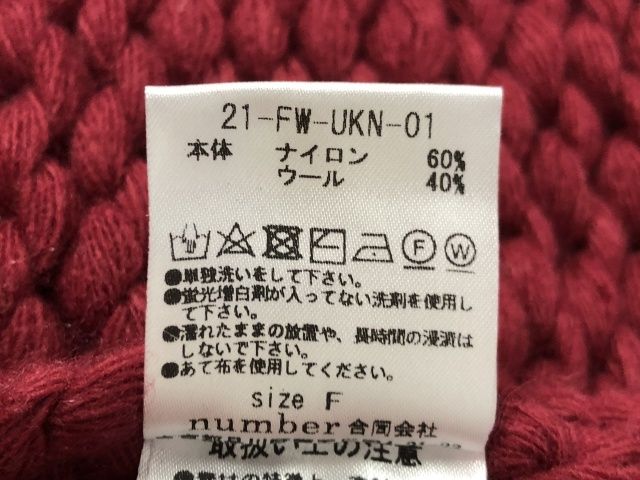 21-FW-UKN-01
本体 ナイロン 60%
ウール 40%
F W
●単独洗いをして下さい。
●蛍光増白剤が入ってない洗剤を使用し
て下さい。
●濡れたままの放置や、長時間の浸漬は
しないで下さい。
●あて布を使用してください。
size F
number 合同会社
取扱い上の注意